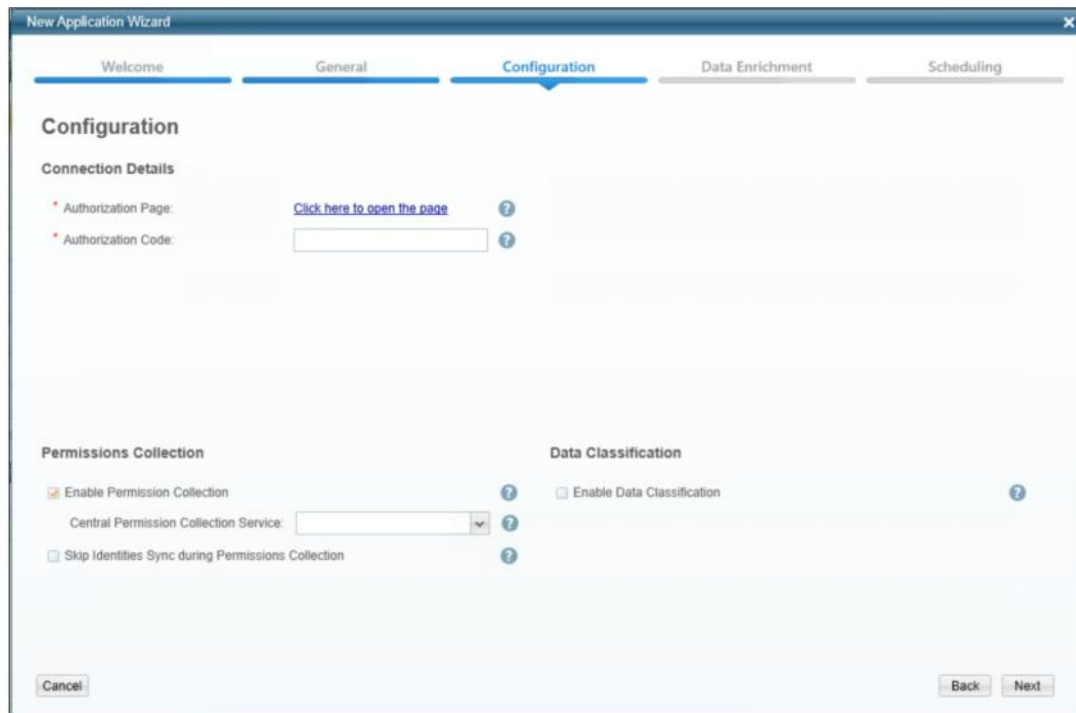 New Application Wizard
Welcome General Configuration Data Enrichment Scheduling
Configuration
Connection Details
* Authorization Page: Click here to open the page ?
* Authorization Code: ?
Permissions Collection
Enable Permission Collection ?
Central Permission Collection Service: ?
Skip Identities Sync during Permissions Collection ?
Data Classification
Enable Data Classification ?
Cancel Back Next